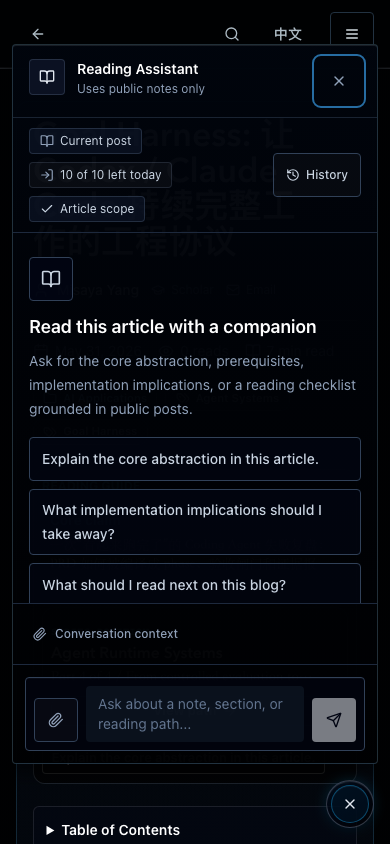 中文
Reading Assistant
Uses public notes only
Current post
10 of 10 left today
History
Article scope
Read this article with a companion
Ask for the core abstraction, prerequisites,
implementation implications, or a reading checklist
grounded in public posts.
Explain the core abstraction in this article.
What implementation implications should I
take away?
What should I read next on this blog?
Conversation context
Agent Runtime Systems
Ask about a note, section, or
reading path...
Table of Contents